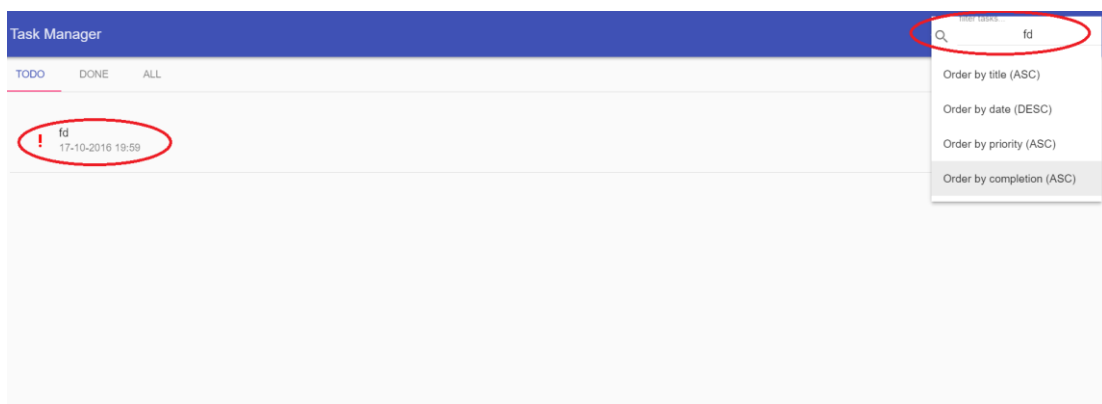 Task Manager
filter tasks...
fd
TODO DONE ALL
Order by title (ASC)
Order by date (DESC)
Order by priority (ASC)
Order by completion (ASC)
fd
17-10-2016 19:59